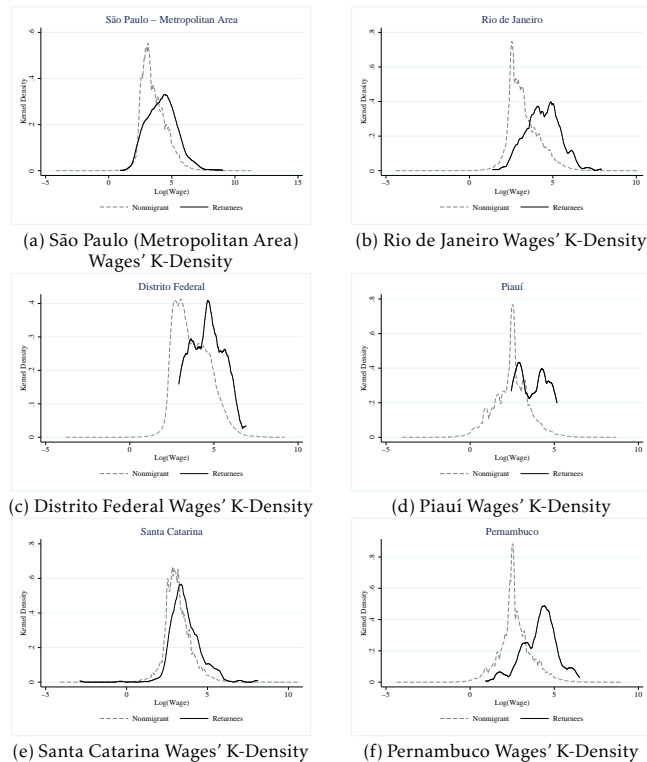 São Paulo – Metropolitan Area
Kernel Density
0 .2 .4 .6
−5 0 5 10 15
Log(Wage)
Nonmigrant Returnees
(a) São Paulo (Metropolitan Area)
Wages’ K-Density
Rio de Janeiro
Kernel Density
0 .2 .4 .6 .8
−5 0 5 10
Log(Wage)
Nonmigrant Returnees
(b) Rio de Janeiro Wages’ K-Density
Distrito Federal
Kernel Density
0 .1 .2 .3 .4
−5 0 5 10
Log(Wage)
Nonmigrant Returnees
(c) Distrito Federal Wages’ K-Density
Piauí
Kernel Density
0 .2 .4 .6 .8
−5 0 5 10
Log(Wage)
Nonmigrant Returnees
(d) Piauí Wages’ K-Density
Santa Catarina
Kernel Density
0 .2 .4 .6 .8
−5 0 5 10
Log(Wage)
Nonmigrant Returnees
(e) Santa Catarina Wages’ K-Density
Pernambuco
Kernel Density
0 .2 .4 .6 .8
−5 0 5 10
Log(Wage)
Nonmigrant Returnees
(f) Pernambuco Wages’ K-Density